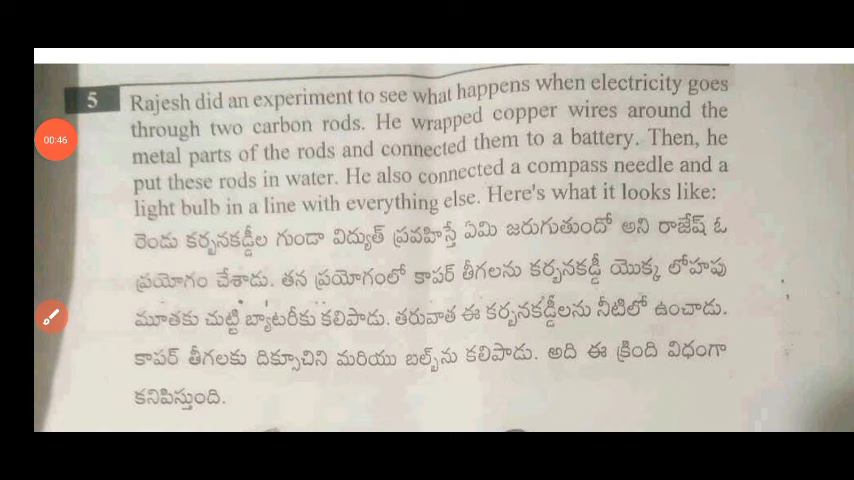 5
Rajesh did an experiment to see what happens when electricity goes
through two carbon rods. He wrapped copper wires around the
metal parts of the rods and connected them to a battery. Then, he
put these rods in water. He also connected a compass needle and a
light bulb in a line with everything else. Here's what it looks like:
రెండు కర్బనకడ్డీల గుండా విద్యుత్ ప్రవహిస్తే ఏమి జరుగుతుందో అని రాజేష్ ఓ
ప్రయోగం చేశాడు. తన ప్రయోగంలో కాపర్ తీగలను కర్బనకడ్డీ యొక్క లోహపు
మూతకు చుట్టి బ్యాటరీకు కలిపాడు. తరువాత ఈ కర్బనకడ్డీలను నీటిలో ఉంచాడు.
కాపర్ తీగలకు దిక్సూచిని మరియు బల్బ్‌ను కలిపాడు. అది ఈ క్రింది విధంగా
కనిపిస్తుంది.
00:46